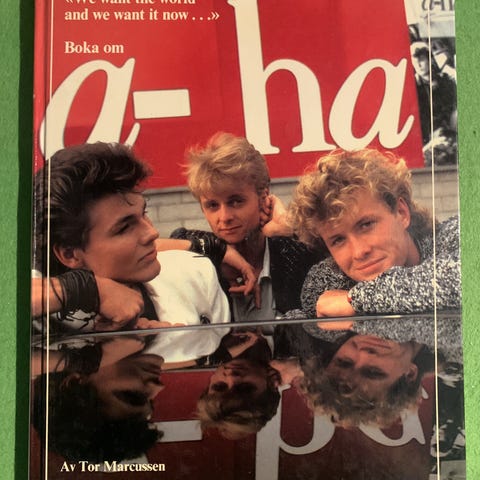 «We want the world
and we want it now . . .»
Boka om
a-ha
Av Tor Marcussen